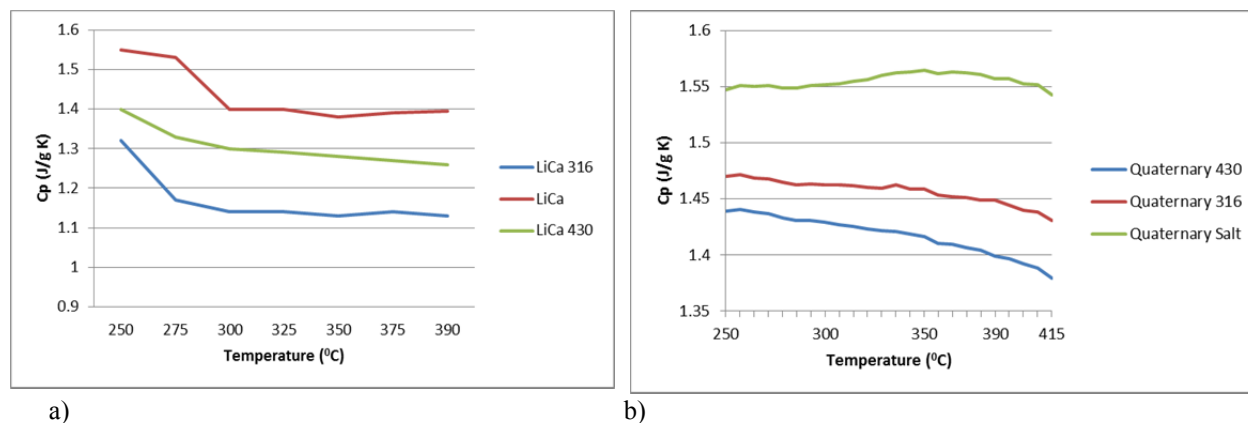 1.6
1.5
1.4
1.3
1.2
1.1
1
0.9
Cp (J/g K)
250 275 300 325 350 375 390
Temperature (⁰C)
LiCa 316
LiCa
LiCa 430
a)
1.6
1.55
1.5
1.45
1.4
1.35
Cp (J/g K)
250 300 350 390 415
Temperature (⁰C)
Quaternary 430
Quaternary 316
Quaternary Salt
b)